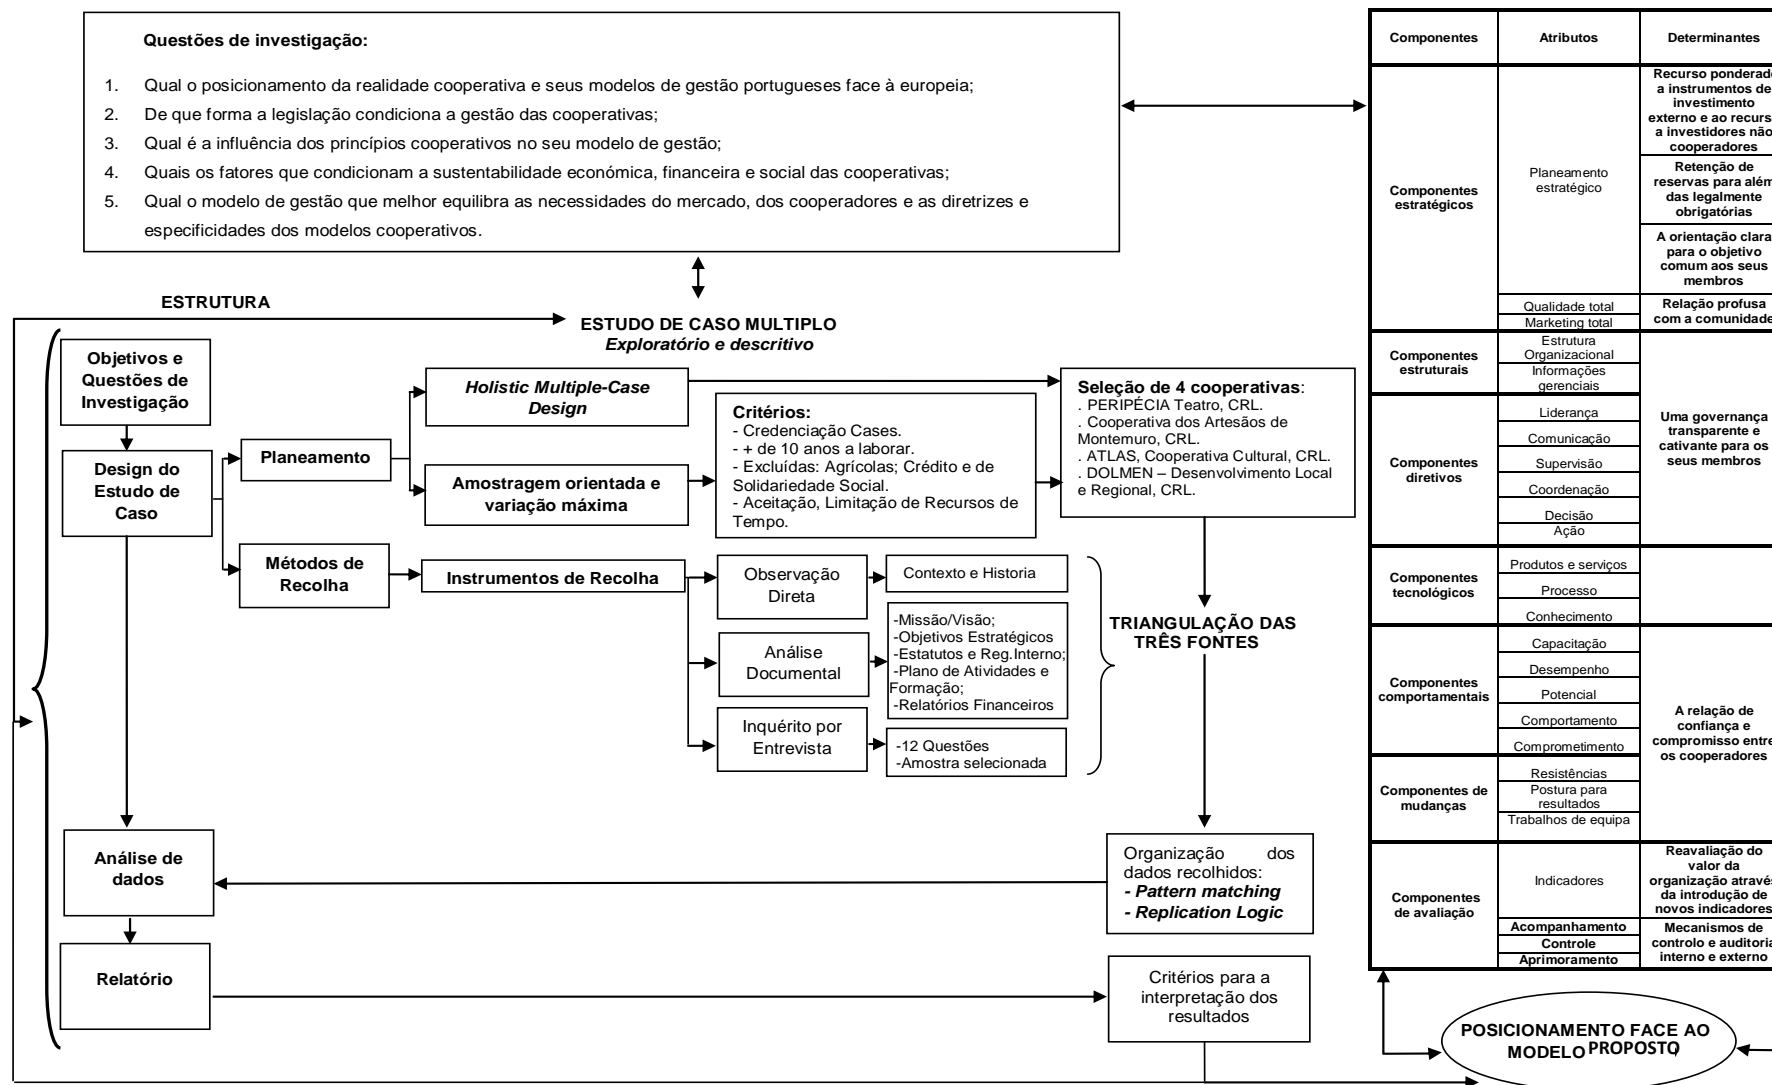 Questões de investigação:
1. Qual o posicionamento da realidade cooperativa e seus modelos de gestão portugueses face à europeia;
2. De que forma a legislação condiciona a gestão das cooperativas;
3. Qual é a influência dos princípios cooperativos no seu modelo de gestão;
4. Quais os fatores que condicionam a sustentabilidade económica, financeira e social das cooperativas;
5. Qual o modelo de gestão que melhor equilibra as necessidades do mercado, dos cooperadores e as diretrizes e
especificidades dos modelos cooperativos.
ESTRUTURA
ESTUDO DE CASO MULTIPLO
Exploratório e descritivo
Objetivos e
Questões de
Investigação
Design do
Estudo de
Caso
Análise de
dados
Relatório
Planeamento
Métodos de
Recolha
Holistic Multiple-Case
Design
Amostragem orientada e
variação máxima
Instrumentos de Recolha
Critérios:
- Credenciação Cases.
- + de 10 anos a laborar.
- Excluídas: Agrícolas; Crédito e de
Solidariedade Social.
- Aceitação, Limitação de Recursos de
Tempo.
Seleção de 4 cooperativas:
. PERIPÉCIA Teatro, CRL.
. Cooperativa dos Artesãos de
Montemuro, CRL.
. ATLAS, Cooperativa Cultural, CRL.
. DOLMEN – Desenvolvimento Local
e Regional, CRL.
Observação
Direta
Contexto e Historia
Análise
Documental
-Missão/Visão;
-Objetivos Estratégicos
-Estatutos e Reg.Interno;
-Plano de Atividades e
Formação;
-Relatórios Financeiros
Inquérito por
Entrevista
-12 Questões
-Amostra selecionada
TRIANGULAÇÃO DAS
TRÊS FONTES
Organização dos
dados recolhidos:
- Pattern matching
- Replication Logic
Critérios para a
interpretação dos
resultados
Componentes Atributos Determinantes
Componentes
estratégicos
Planeamento
estratégico
Recurso ponderad
a instrumentos de
investimento
externo e ao recurs
a investidores não
cooperadores
Retenção de
reservas para além
das legalmente
obrigatórias
A orientação clara
para o objetivo
comum aos seus
membros
Qualidade total
Marketing total
Relação profusa
com a comunidade
Componentes
estruturais
Estrutura
Organizacional
Informações
gerenciais
Componentes
diretivos
Liderança
Comunicação
Supervisão
Coordenação
Decisão
Ação
Uma governança
transparente e
cativante para os
seus membros
Componentes
tecnológicos
Produtos e serviços
Processo
Conhecimento
Componentes
comportamentais
Capacitação
Desempenho
Potencial
Comportamento
Comprometimento
Componentes de
mudanças
Resistências
Postura para
resultados
Trabalhos de equipa
A relação de
confiança e
compromisso entre
os cooperadores
Componentes
de avaliação
Indicadores
Reavaliação do
valor da
organização através
da introdução de
novos indicadores
Acompanhamento
Controle
Aprimoramento
Mecanismos de
controlo e auditoria
interno e externo
POSICIONAMENTO FACE AO
MODELO PROPOSTO